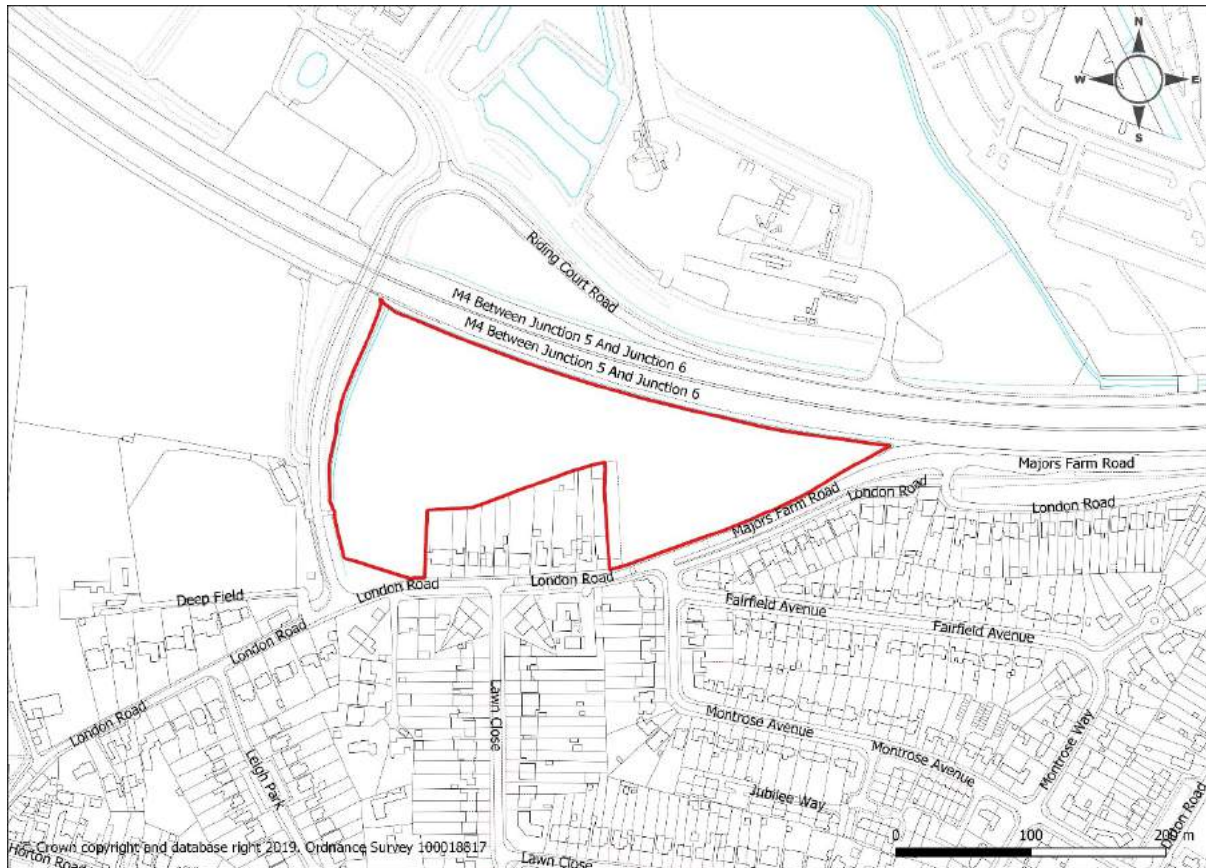 N
W E
S
Riding Court Road
M4 Between Junction 5 And Junction 6
M4 Between Junction 5 And Junction 6
Majors Farm Road
London Road
London Road
Majors Farm Road
London Road
London Road
Deep Field
London Road
London Road
Fairfield Avenue
Fairfield Avenue
Lawn Close
Leigh Park
Montrose Avenue
Montrose Avenue
Montrose Way
Jubilee Way
Road
0 100 200 m
© Crown copyright and database right 2019. Ordnance Survey 100018817
Horton Road
Lawn Close